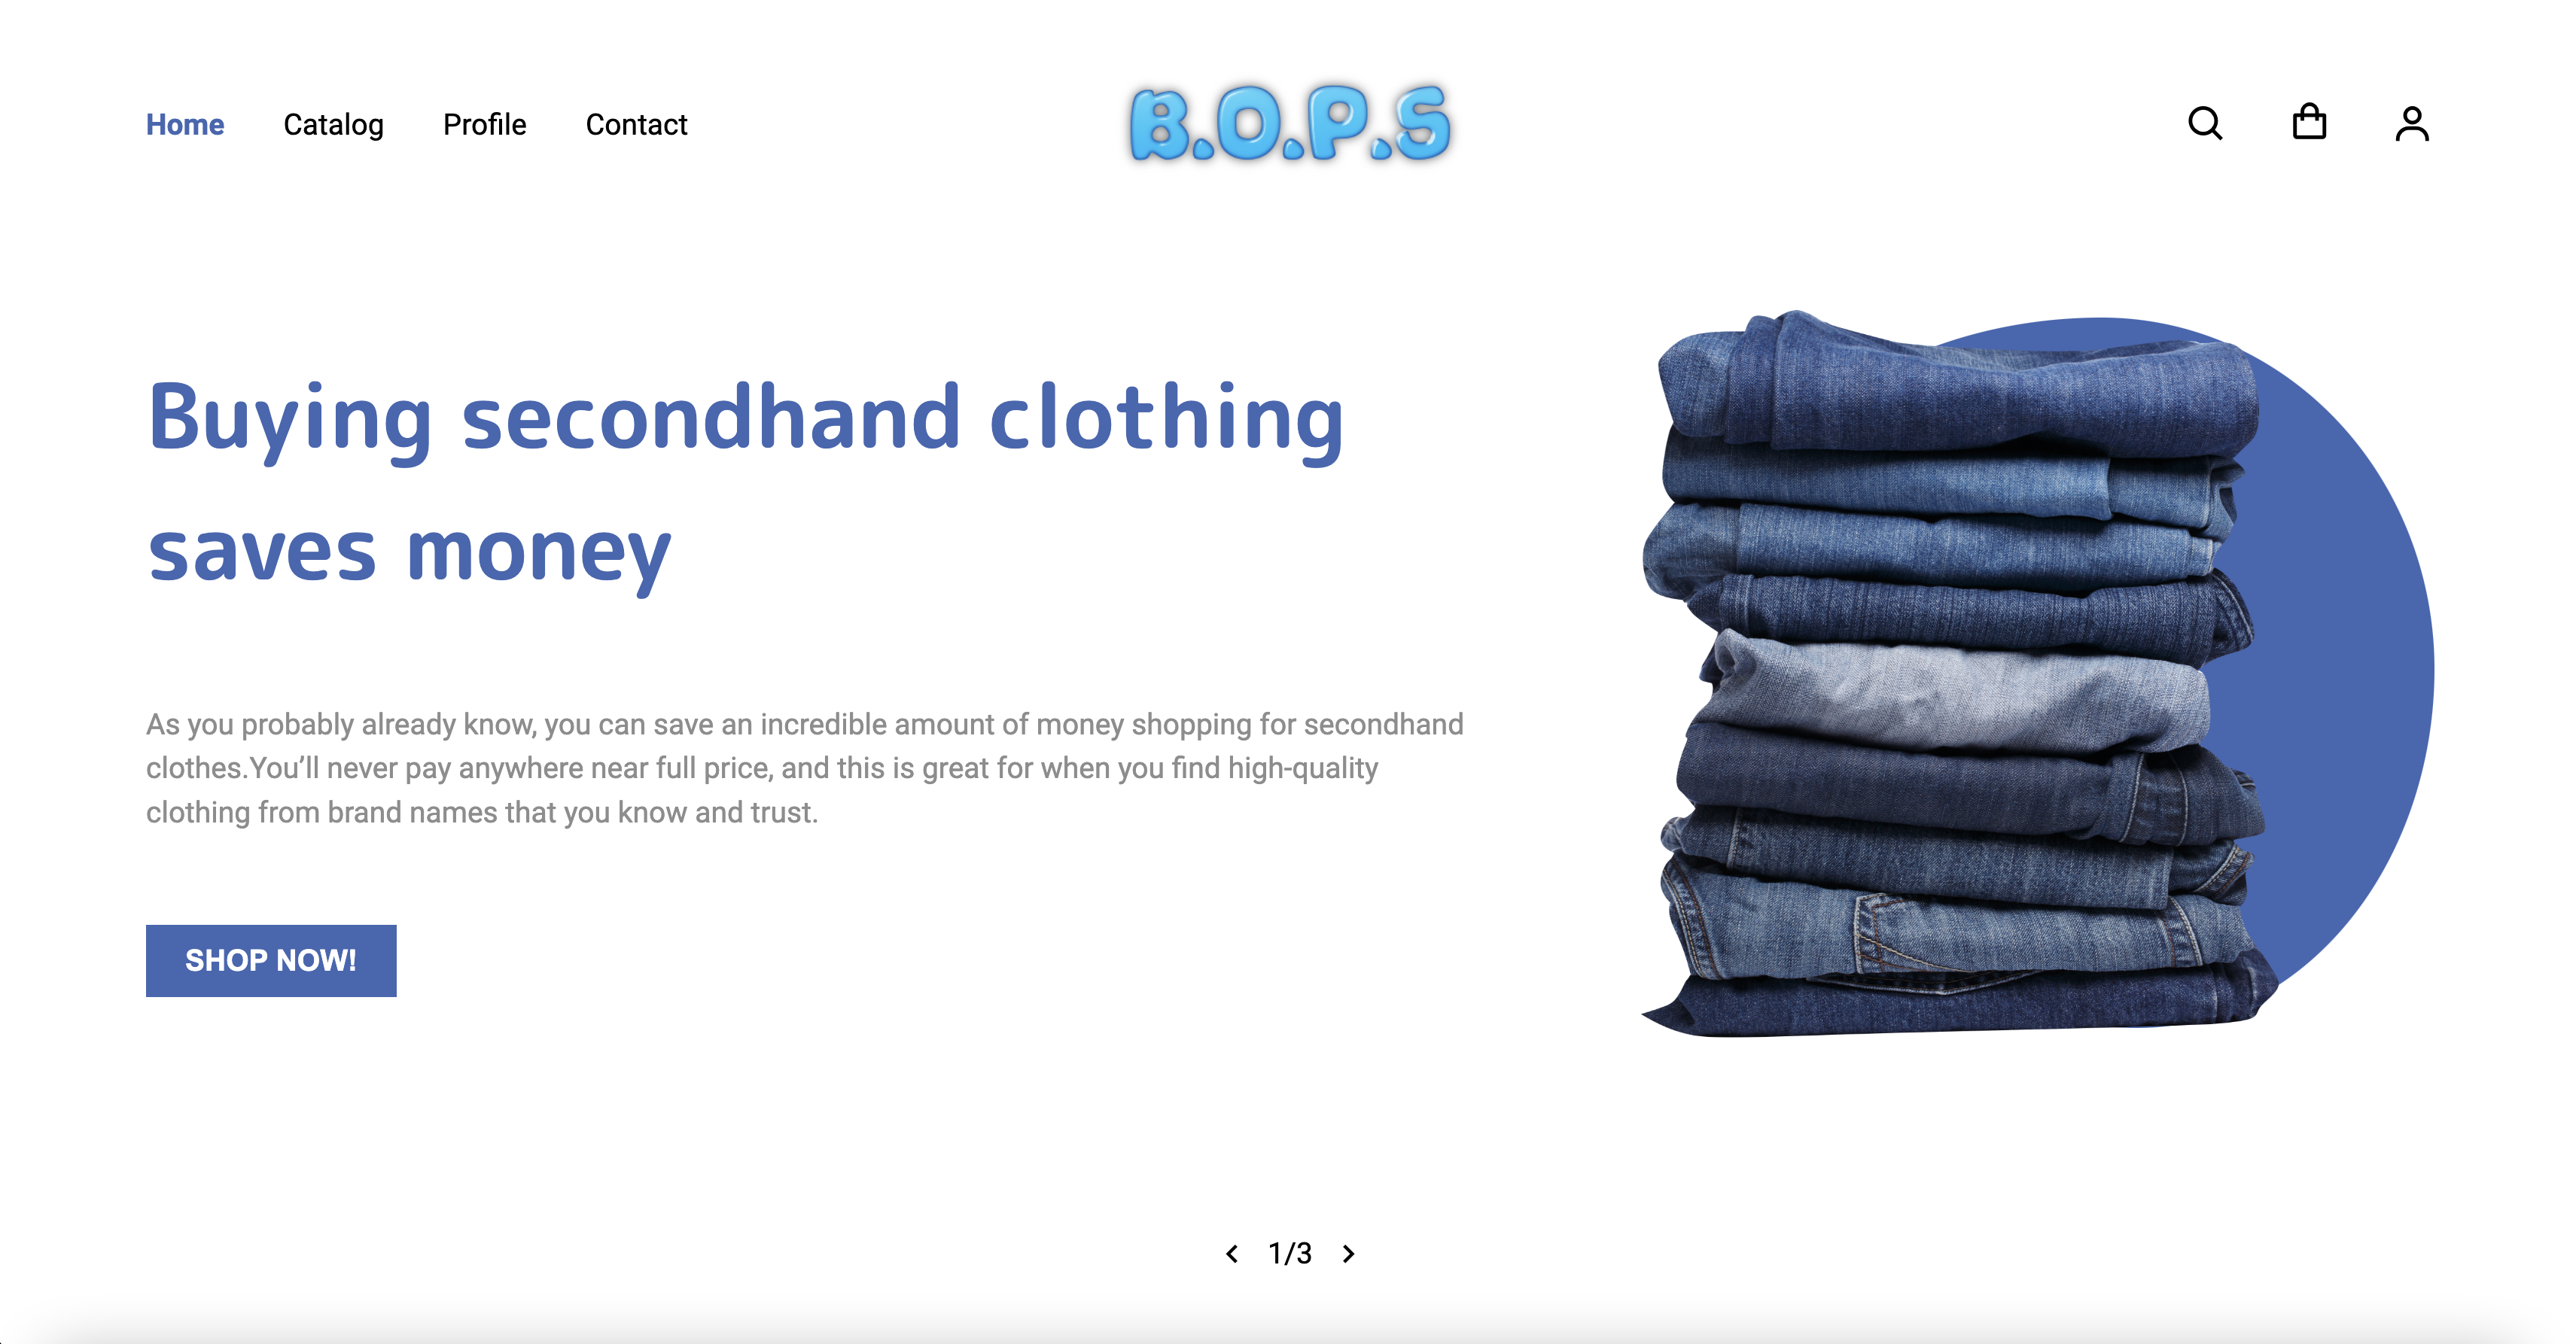 Home Catalog Profile Contact
B.O.P.S
Buying secondhand clothing
saves money
As you probably already know, you can save an incredible amount of money shopping for secondhand
clothes.You’ll never pay anywhere near full price, and this is great for when you find high-quality
clothing from brand names that you know and trust.
SHOP NOW!
1/3